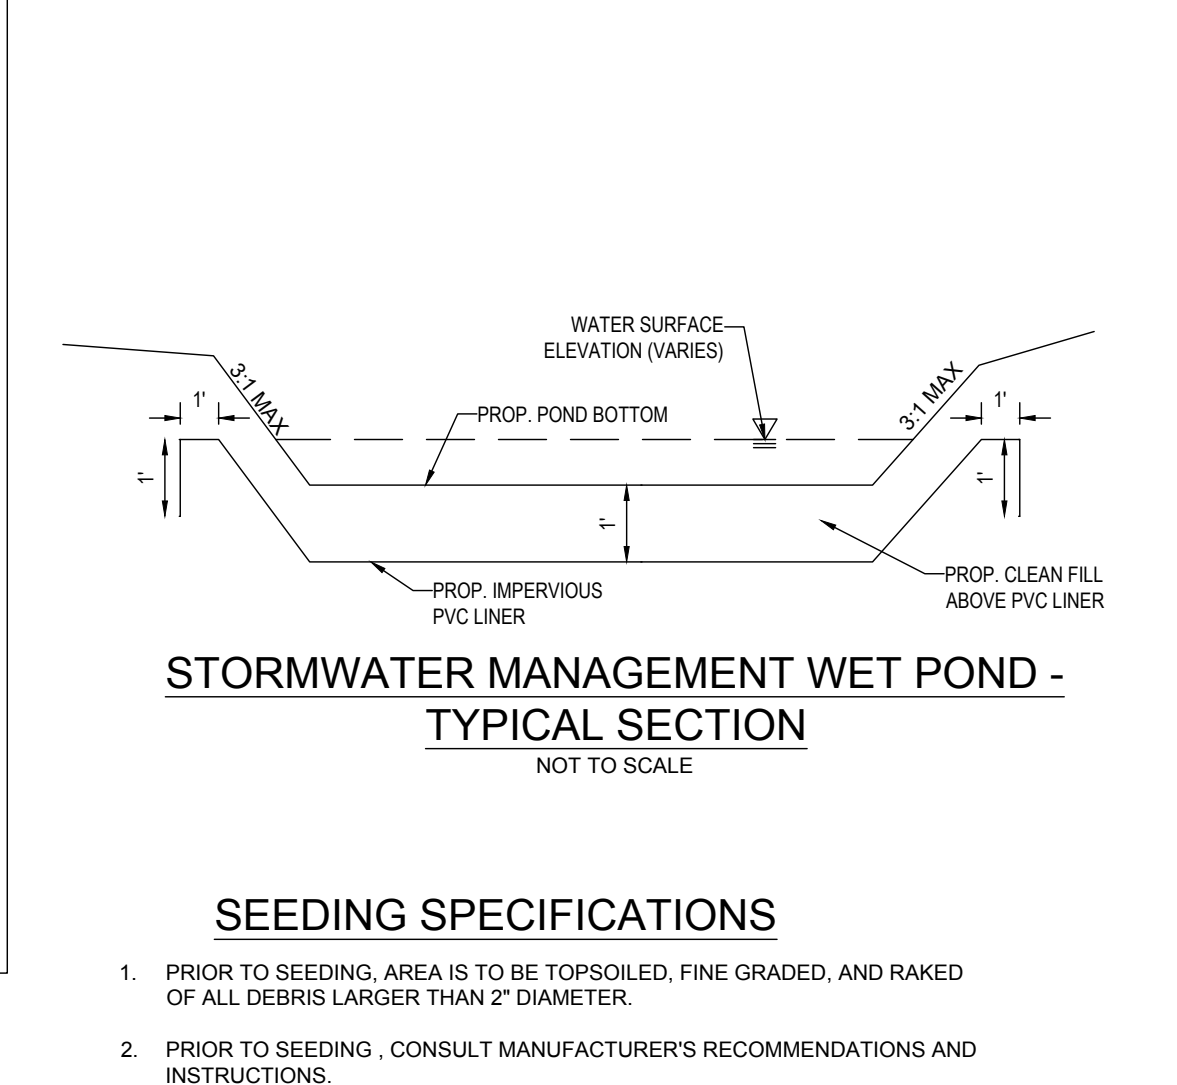 WATER SURFACE
ELEVATION (VARIES)
3:1 MAX
3:1 MAX
1'
1'
PROP. POND BOTTOM
1'
1'
1'
PROP. CLEAN FILL
ABOVE PVC LINER
PROP. IMPERVIOUS
PVC LINER
STORMWATER MANAGEMENT WET POND -
TYPICAL SECTION
NOT TO SCALE
SEEDING SPECIFICATIONS
1. PRIOR TO SEEDING, AREA IS TO BE TOPSOILED, FINE GRADED, AND RAKED
OF ALL DEBRIS LARGER THAN 2" DIAMETER.
2. PRIOR TO SEEDING , CONSULT MANUFACTURER'S RECOMMENDATIONS AND
INSTRUCTIONS.